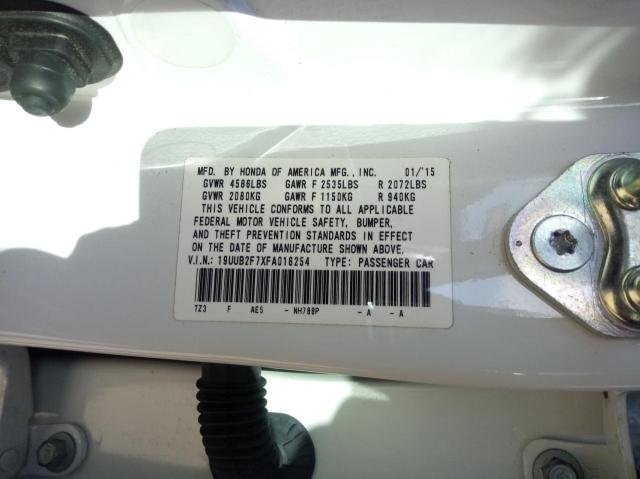 MFD. BY HONDA OF AMERICA MFG., INC. 01/'15
GVWR 4586LBS GAWR F 2535LBS R 2072LBS
GVWR 2080KG GAWR F 1150KG R 940KG
THIS VEHICLE CONFORMS TO ALL APPLICABLE
FEDERAL MOTOR VEHICLE SAFETY, BUMPER,
AND THEFT PREVENTION STANDARDS IN EFFECT
ON THE DATE OF MANUFACTURE SHOWN ABOVE.
V.I.N.: 19UUB2F7XFA016254 TYPE: PASSENGER CAR
TZ3 F AE5 - NH788P - A - A